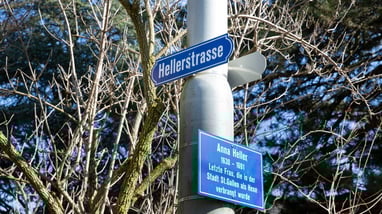 Hellerstrasse
Anna Heller
Letzte Frau, die in der
Stadt St.Gallen als Hexe
verbrannt
wurde